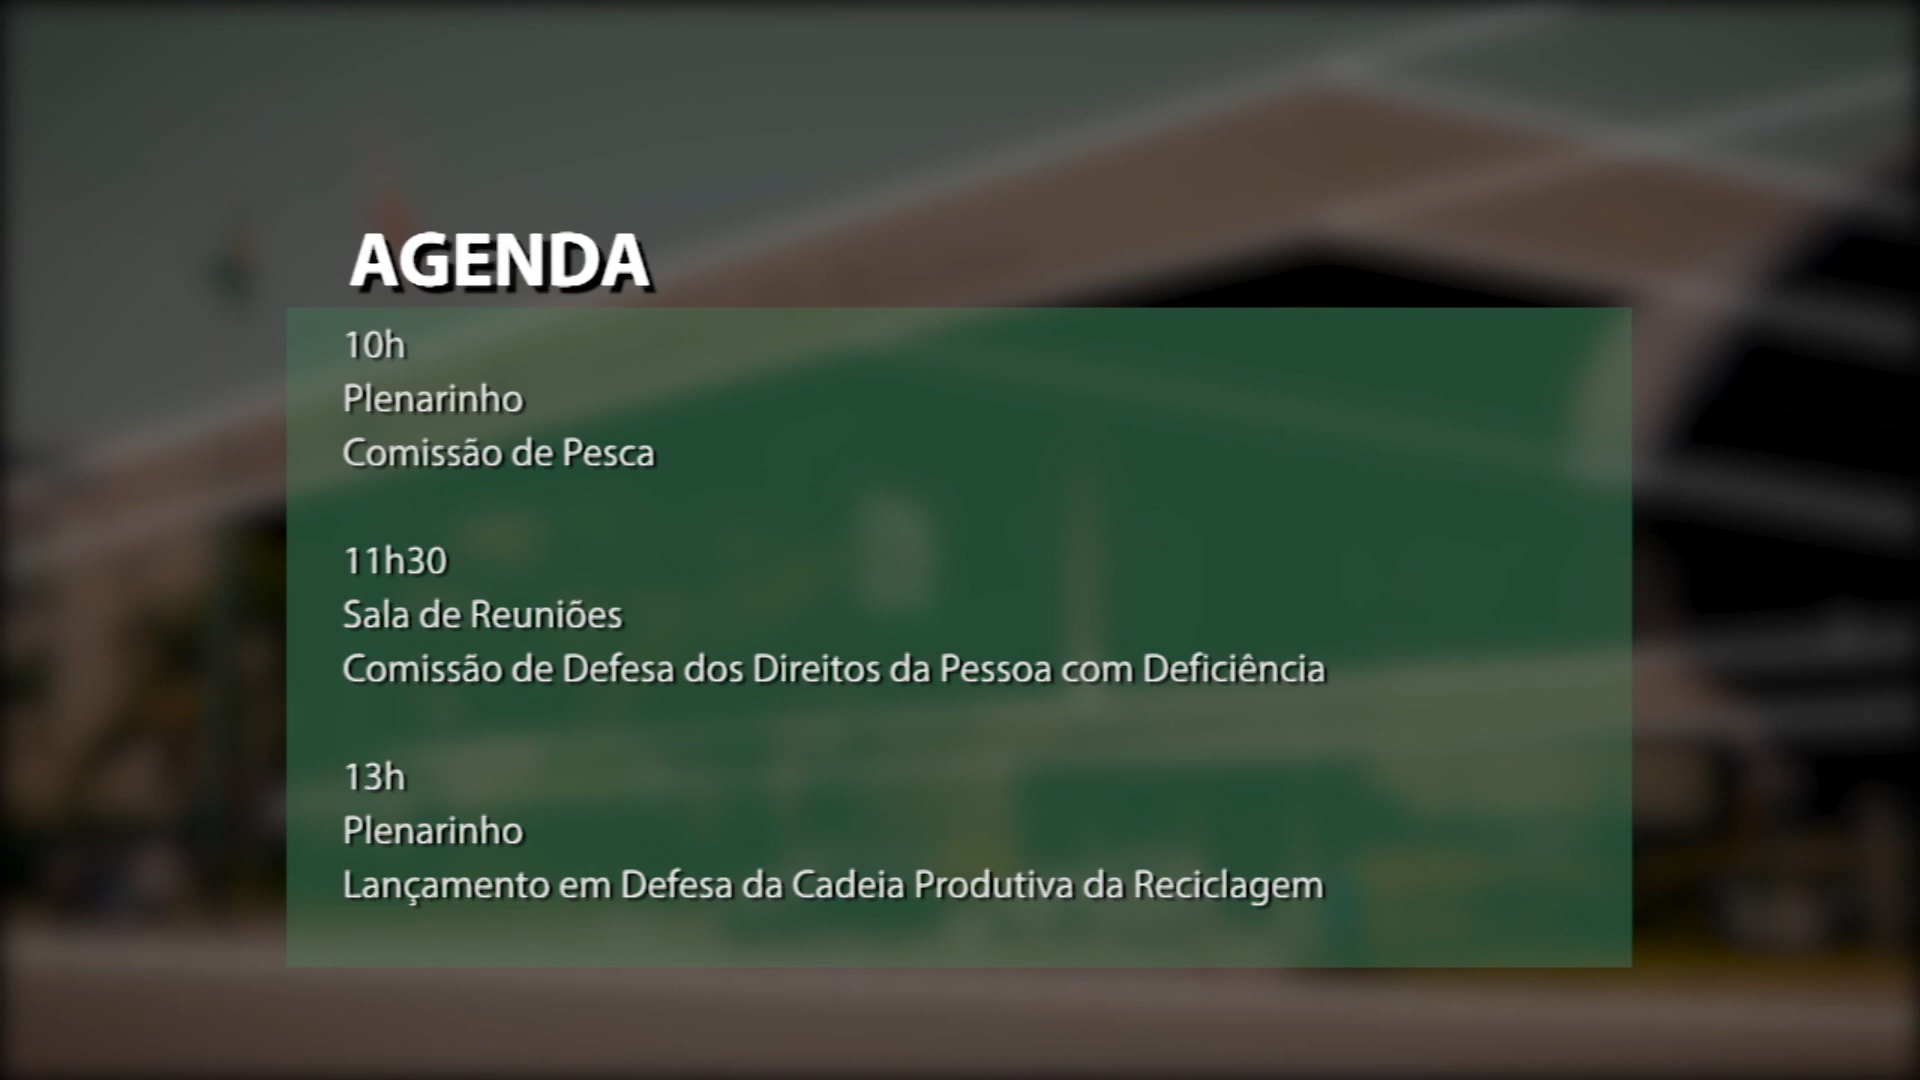 AGENDA
10h
Plenarinho
Comissão de Pesca
11h30
Sala de Reuniões
Comissão de Defesa dos Direitos da Pessoa com Deficiência
13h
Plenarinho
Lançamento em Defesa da Cadeia Produtiva da Reciclagem